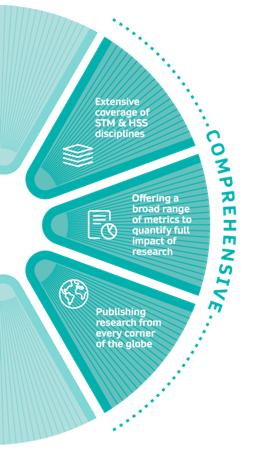 Extensive
coverage of
STM & HSS
disciplines
Offering a
broad range
of metrics to
quantify full
impact of
research
Publishing
research from
every corner
of the globe
COMPREHENSIVE